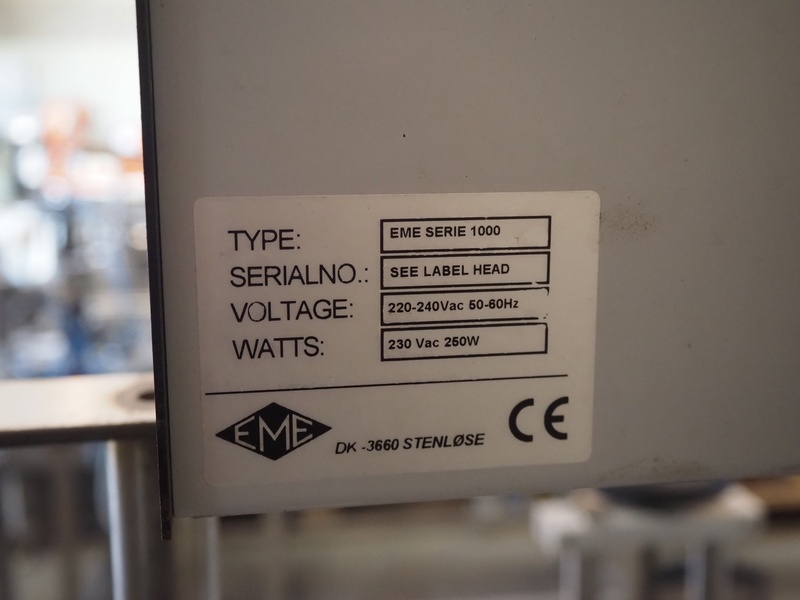 TYPE: EME SERIE 1000
SERIALNO.: SEE LABEL HEAD
VOLTAGE: 220-240Vac 50-60Hz
WATTS: 230 Vac 250W
EME DK -3660 STENLØSE CE